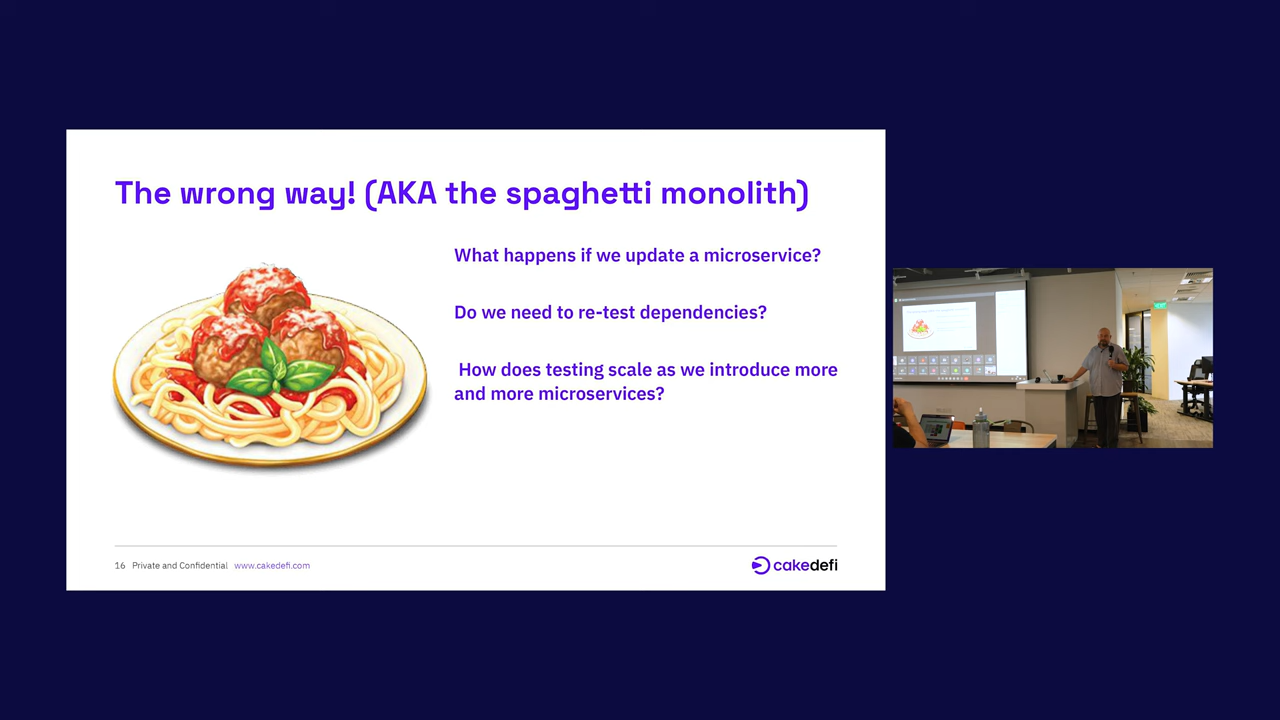 The wrong way! (AKA the spaghetti monolith)
What happens if we update a microservice?
Do we need to re-test dependencies?
How does testing scale as we introduce more
and more microservices?
16 Private and Confidential www.cakedefi.com
cakedefi